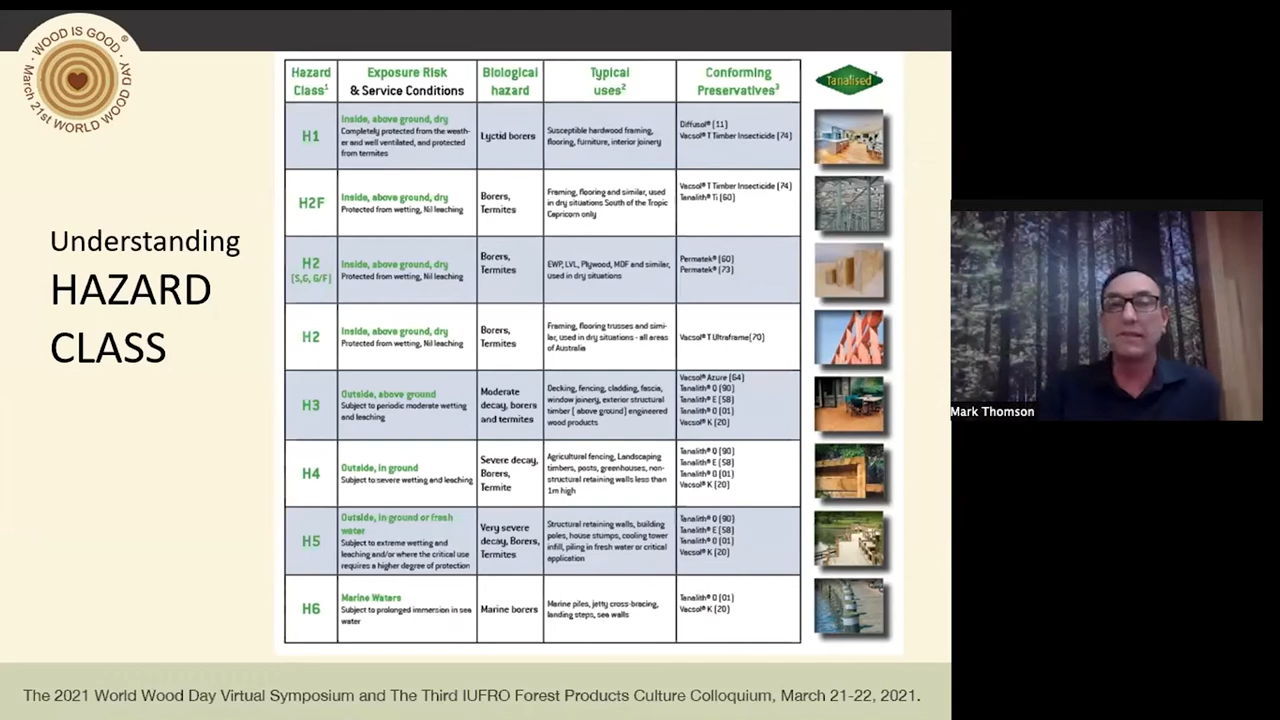 WOOD IS GOOD ®
March 21st WORLD WOOD DAY
Understanding
HAZARD
CLASS
Hazard Class¹
Exposure Risk
& Service Conditions
Biological hazard
Typical uses²
Conforming Preservatives³
Tanalised
H1
Inside, above ground, dry
Completely protected from the weath-
er and well ventilated, and protected
from termites
Lyctid borers
Susceptible hardwood framing,
flooring, furniture, interior joinery
Diffusol® [11]
Vacsol® T Timber Insecticide [74]
H2F
Inside, above ground, dry
Protected from wetting, Nil leaching
Borers,
Termites
Framing, flooring and similar, used
in dry situations South of the Tropic
Capricorn only
Vacsol® T Timber Insecticide [74]
Tanalith® Ti [60]
H2
[S,G, G/F]
Inside, above ground, dry
Protected from wetting, Nil leaching
Borers,
Termites
EWP, LVL, Plywood, MDF and similar,
used in dry situations
Permatek® [60]
Permatek® [73]
H2
Inside, above ground, dry
Protected from wetting, Nil leaching
Borers,
Termites
Framing, flooring trusses and simi-
lar, used in dry situations - all areas
of Australia
Vacsol® T Ultraframe[70]
H3
Outside, above ground
Subject to periodic moderate wetting
and leaching
Moderate
decay, borers
and termites
Decking, fencing, cladding, fascia,
window joinery, exterior structural
timber [ above ground] engineered
wood products
Vacsol® Azure [64]
Tanalith® Q [90]
Tanalith® E [58]
Tanalith® O [01]
Vacsol® K [20]
H4
Outside, in ground
Subject to severe wetting and leaching
Severe decay,
Borers,
Termite
Agricultural fencing, Landscaping
timbers, posts, greenhouses, non-
structural retaining walls less than
1m high
Tanalith® Q [90]
Tanalith® E [58]
Tanalith® O [01]
Vacsol® K [20]
H5
Outside, in ground or fresh
water
Subject to extreme wetting and
leaching and/or where the critical use
requires a higher degree of protection
Very severe
decay, Borers,
Termites
Structural retaining walls, building
poles, house stumps, cooling tower
infill, piling in fresh water or critical
application
Tanalith® Q [90]
Tanalith® E [58]
Tanalith® O [01]
Vacsol® K [20]
H6
Marine Waters
Subject to prolonged immersion in sea
water
Marine borers
Marine piles, jetty cross-bracing,
landing steps, sea walls
Tanalith® O [01]
Vacsol® K [20]
Mark Thomson
The 2021 World Wood Day Virtual Symposium and The Third IUFRO Forest Products Culture Colloquium, March 21-22, 2021.